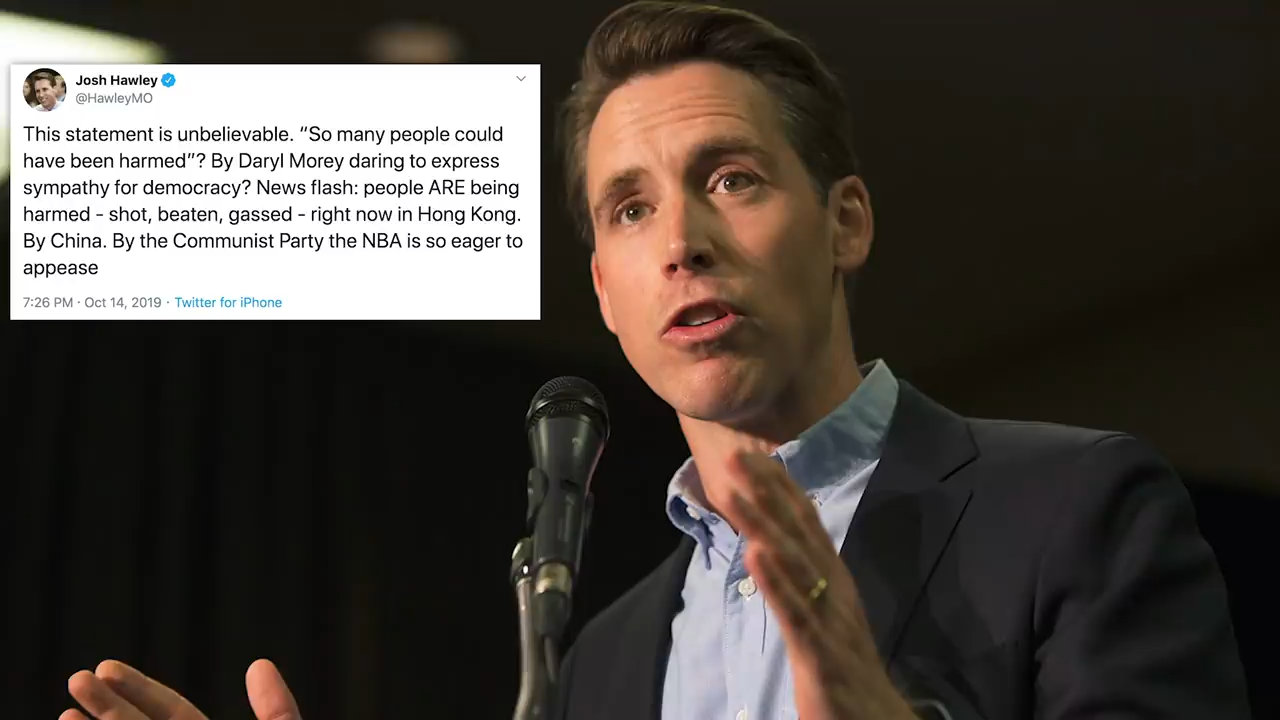 Josh Hawley
@HawleyMO
This statement is unbelievable. “So many people could
have been harmed”? By Daryl Morey daring to express
sympathy for democracy? News flash: people ARE being
harmed - shot, beaten, gassed - right now in Hong Kong.
By China. By the Communist Party the NBA is so eager to
appease
7:26 PM · Oct 14, 2019 · Twitter for iPhone